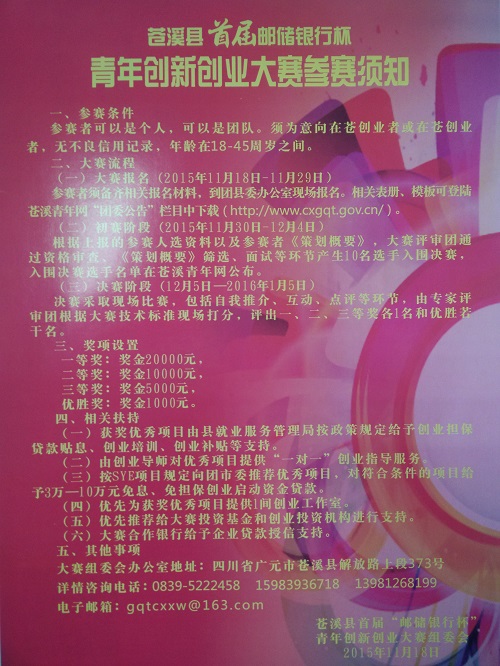 苍溪县首届邮储银行杯
青年创新创业大赛参赛须知
一、参赛条件
参赛者可以是个人，可以是团队。须为意向在苍创业者或在苍创业
者，无不良信用记录，年龄在18-45周岁之间。
二、大赛流程
（一）大赛报名（2015年11月18日—11月29日）
参赛者须备齐相关报名材料，到团县委办公室现场报名。相关表册、模板可登陆
苍溪青年网“团委公告”栏目中下载（http://www.cxgqt.gov.cn/）。
（二）初赛阶段（2015年11月30日-12月4日）
根据上报的参赛人选资料以及参赛者《策划概要》，大赛评审团通
过资格审查，《策划概要》筛选、面试等环节产生10名选手入围决赛，
入围决赛选手名单在苍溪青年网公布。
（三）决赛阶段（12月5日—2016年1月5日）
决赛采取现场比赛，包括自我推介、互动、点评等环节，由专家评
审团根据大赛技术标准现场打分，评出一、二、三等奖各1名和优胜若
干名。
三、奖项设置
一等奖：奖金20000元，
二等奖：奖金10000元，
三等奖：奖金5000元，
优胜奖：奖金1000元。
四、相关扶持
（一）获奖优秀项目由县就业服务管理局按政策规定给予创业担保
贷款贴息、创业培训、创业补贴等支持。
（二）由创业导师对优秀项目提供“一对一”创业指导服务。
（三）按SYE项目规定向团市委推荐优秀项目，对符合条件的项目给
予3万—10万元免息、免担保创业启动资金贷款。
（四）优先为获奖优秀项目提供1间创业工作室。
（五）优先推荐给大赛投资基金和创业投资机构进行支持。
（六）大赛合作银行给于企业贷款授信支持。
五、其他事项
大赛组委会办公室地址：四川省广元市苍溪县解放路上段373号
详情咨询电话：0839-5222458 15983936718 13981268199
电子邮箱：gqtcxxw@163.com
苍溪县首届“邮储银行杯”
青年创新创业大赛组委会
2015年11月18日